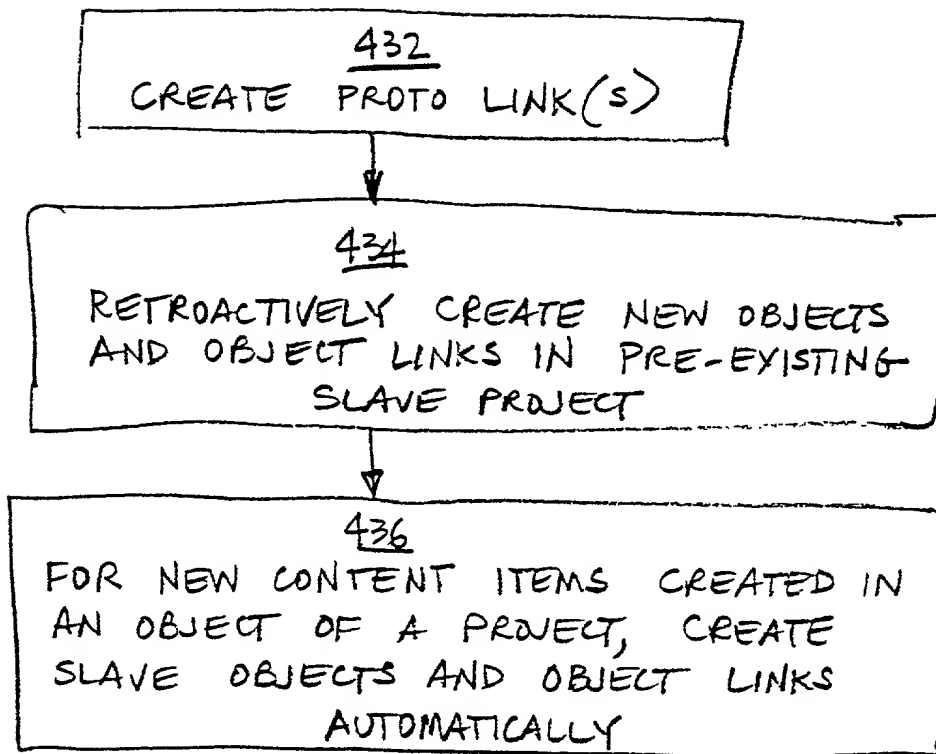 432
CREATE PROTO LINK(S)
434
RETROACTIVELY CREATE NEW OBJECTS
AND OBJECT LINKS IN PRE-EXISTING
SLAVE PROJECT
436
FOR NEW CONTENT ITEMS CREATED IN
AN OBJECT OF A PROJECT, CREATE
SLAVE OBJECTS AND OBJECT LINKS
AUTOMATICALLY